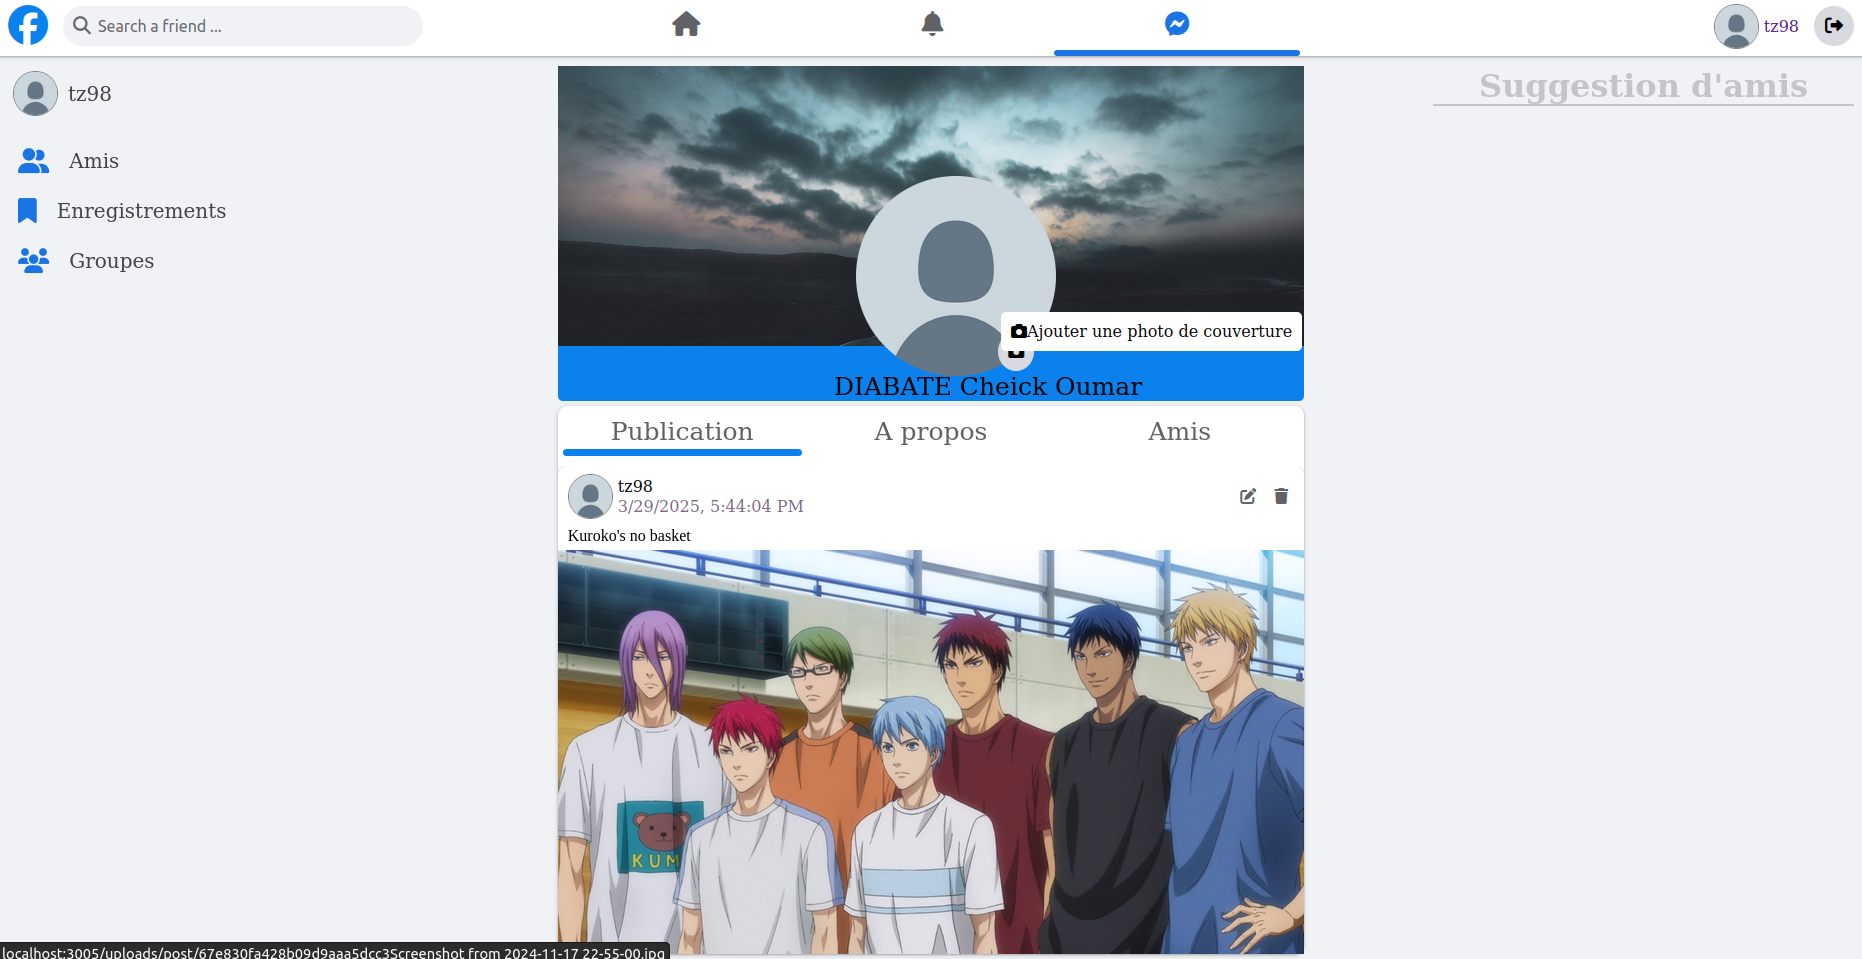 Search a friend ...
tz98
tz98
Amis
Enregistrements
Groupes
Suggestion d'amis
Ajouter une photo de couverture
DIABATE Cheick Oumar
Publication
A propos
Amis
tz98
3/29/2025, 5:44:04 PM
Kuroko's no basket
KUM
localhost:3005/uploads/post/67e830fa428b09d9aaa5dcc3Screenshot from 2024-11-17 22-55-00.jpg